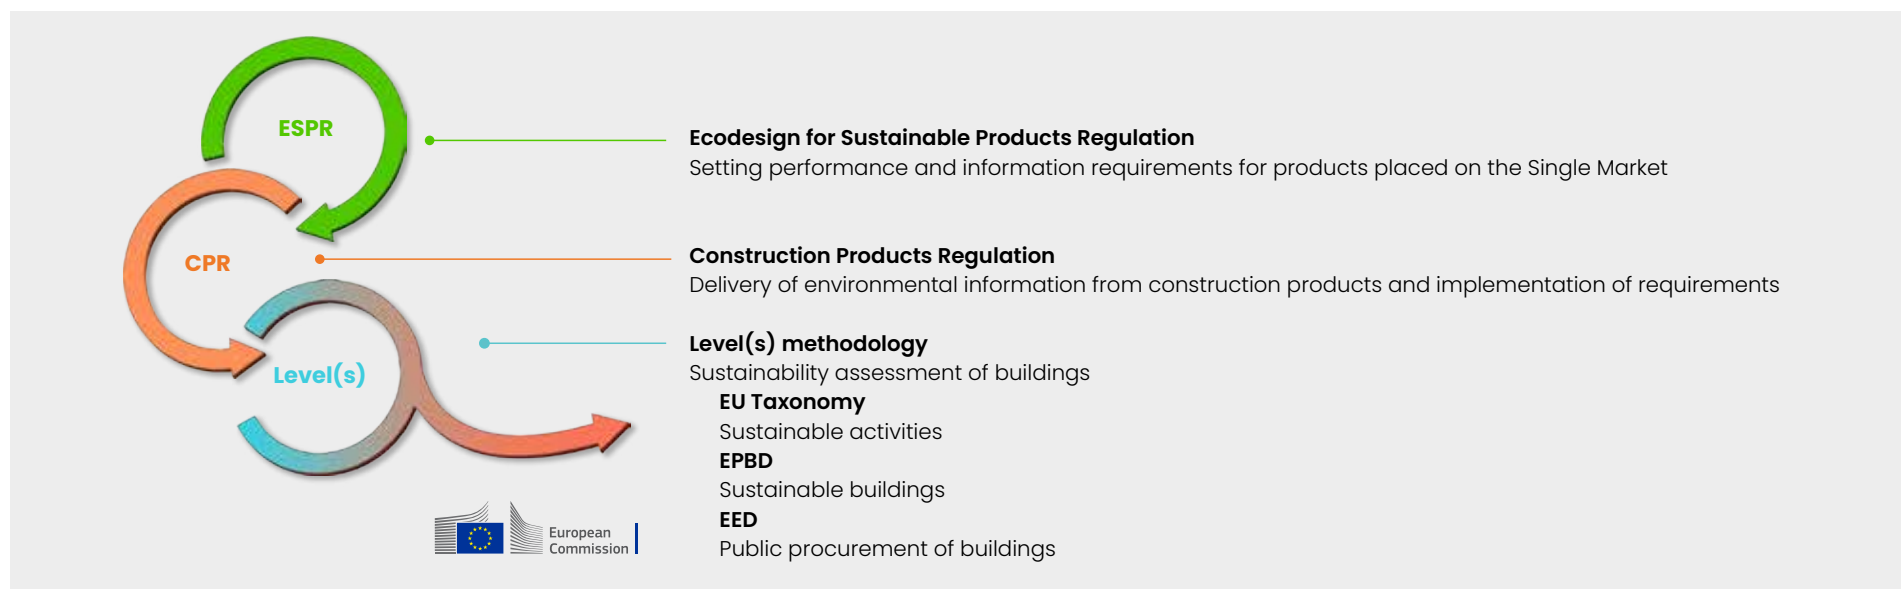 ESPR
Ecodesign for Sustainable Products Regulation
Setting performance and information requirements for products placed on the Single Market
CPR
Construction Products Regulation
Delivery of environmental information from construction products and implementation of requirements
Level(s)
Level(s) methodology
Sustainability assessment of buildings
EU Taxonomy
Sustainable activities
EPBD
Sustainable buildings
EED
Public procurement of buildings
European
Commission